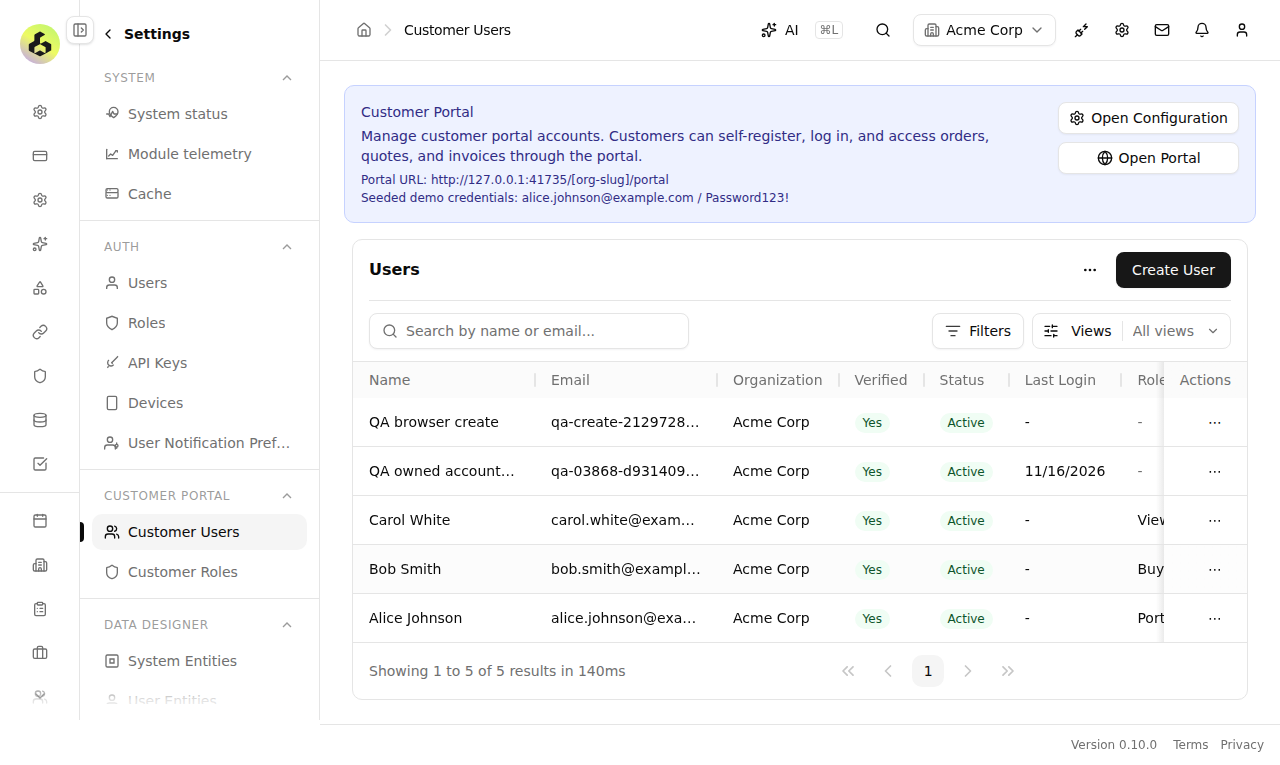 Settings
SYSTEM
System status
Module telemetry
Cache
AUTH
Users
Roles
API Keys
Devices
User Notification Pref...
CUSTOMER PORTAL
Customer Users
Customer Roles
DATA DESIGNER
System Entities
User Entities
Customer Users
AI ⌘L
Acme Corp
Customer Portal
Manage customer portal accounts. Customers can self-register, log in, and access orders,
quotes, and invoices through the portal.
Portal URL: http://127.0.0.1:41735/[org-slug]/portal
Seeded demo credentials: alice.johnson@example.com / Password123!
Open Configuration
Open Portal
Users
Create User
Search by name or email...
Filters
Views All views
Name Email Organization Verified Status Last Login Role Actions
QA browser create qa-create-2129728... Acme Corp Yes Active - -
QA owned account... qa-03868-d931409... Acme Corp Yes Active 11/16/2026 -
Carol White carol.white@exam... Acme Corp Yes Active -
Bob Smith bob.smith@exampl... Acme Corp Yes Active - Buy
Alice Johnson alice.johnson@exa... Acme Corp Yes Active - Port
Showing 1 to 5 of 5 results in 140ms
1
Version 0.10.0 Terms Privacy